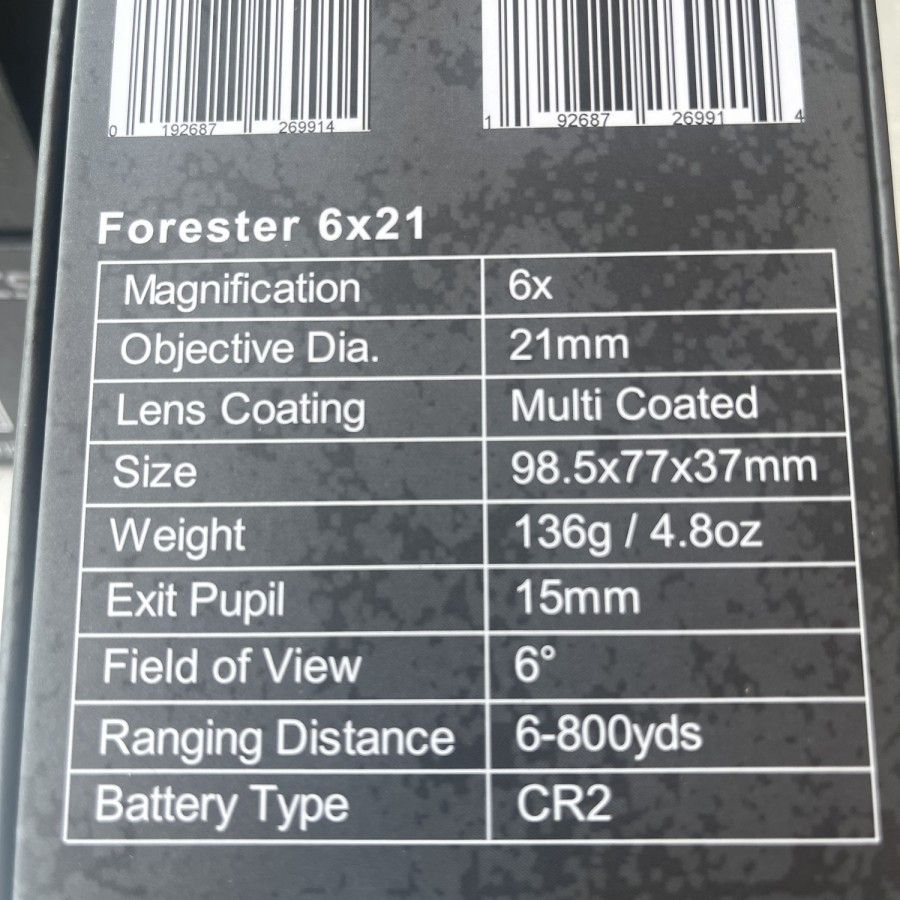 0 192687 269914
1 92687 26991 4
Forester 6x21
Magnification 6x
Objective Dia. 21mm
Lens Coating Multi Coated
Size 98.5x77x37mm
Weight 136g / 4.8oz
Exit Pupil 15mm
Field of View 6°
Ranging Distance 6-800yds
Battery Type CR2